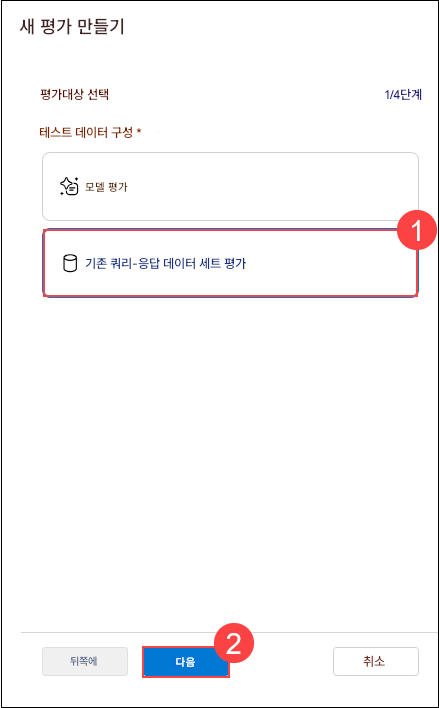 새 평가 만들기
평가대상 선택 1/4단계
테스트 데이터 구성 *
모델 평가
1
기존 쿼리-응답 데이터 세트 평가
2
뒤쪽에 다음 취소